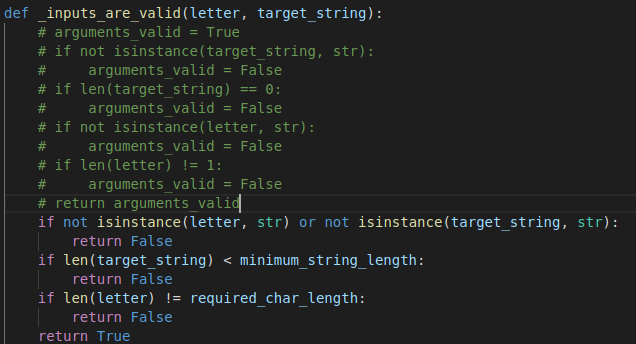 def _inputs_are_valid(letter, target_string):
    # arguments_valid = True
    # if not isinstance(target_string, str):
    #     arguments_valid = False
    # if len(target_string) == 0:
    #     arguments_valid = False
    # if not isinstance(letter, str):
    #     arguments_valid = False
    # if len(letter) != 1:
    #     arguments_valid = False
    # return arguments_valid
    if not isinstance(letter, str) or not isinstance(target_string, str):
        return False
    if len(target_string) < minimum_string_length:
        return False
    if len(letter) != required_char_length:
        return False
    return True